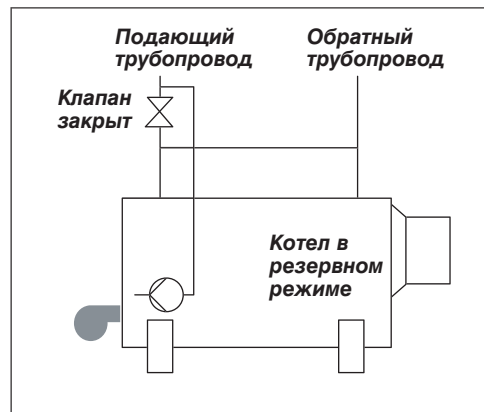 Подающий
трубопровод
Обратный
трубопровод
Клапан
закрыт
Котел в
резервном
режиме